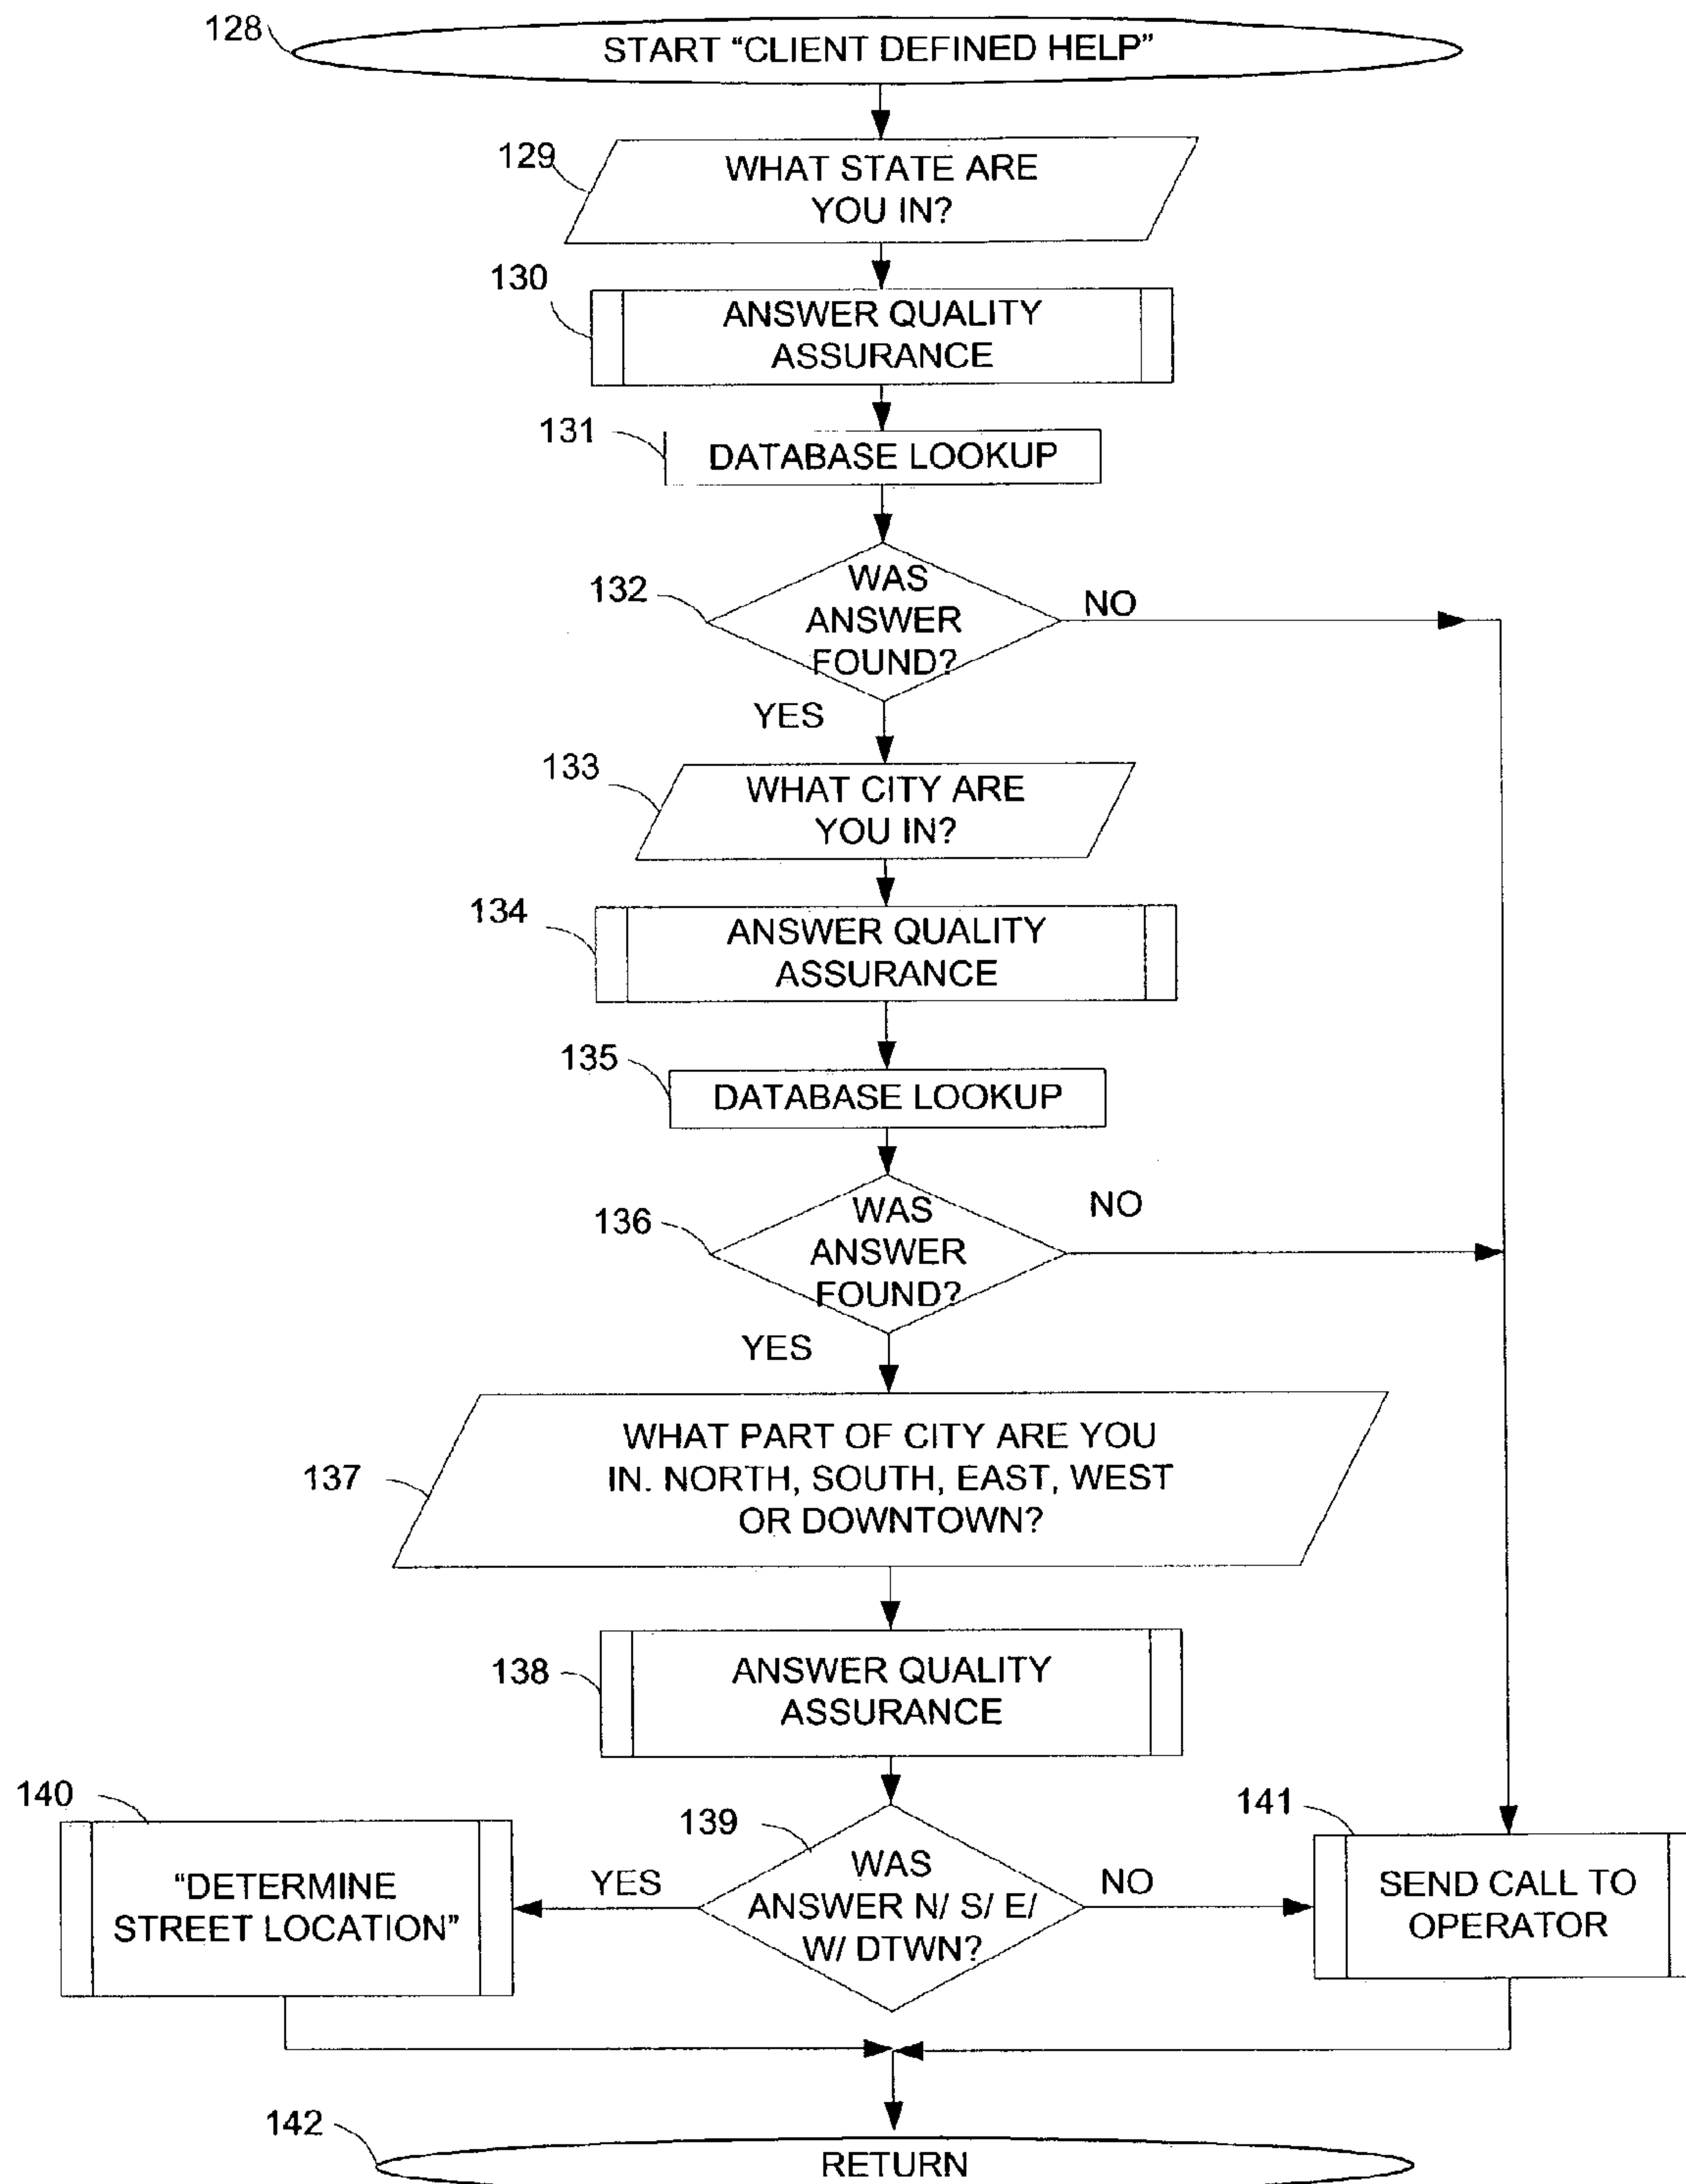 128
START “CLIENT DEFINED HELP”
129
WHAT STATE ARE
YOU IN?
130
ANSWER QUALITY
ASSURANCE
131
DATABASE LOOKUP
132
WAS
ANSWER
FOUND?
NO
YES
133
WHAT CITY ARE
YOU IN?
134
ANSWER QUALITY
ASSURANCE
135
DATABASE LOOKUP
136
WAS
ANSWER
FOUND?
NO
YES
137
WHAT PART OF CITY ARE YOU
IN. NORTH, SOUTH, EAST, WEST
OR DOWNTOWN?
138
ANSWER QUALITY
ASSURANCE
140
“DETERMINE
STREET LOCATION”
YES
139
WAS
ANSWER N/ S/ E/
W/ DTWN?
NO
141
SEND CALL TO
OPERATOR
142
RETURN